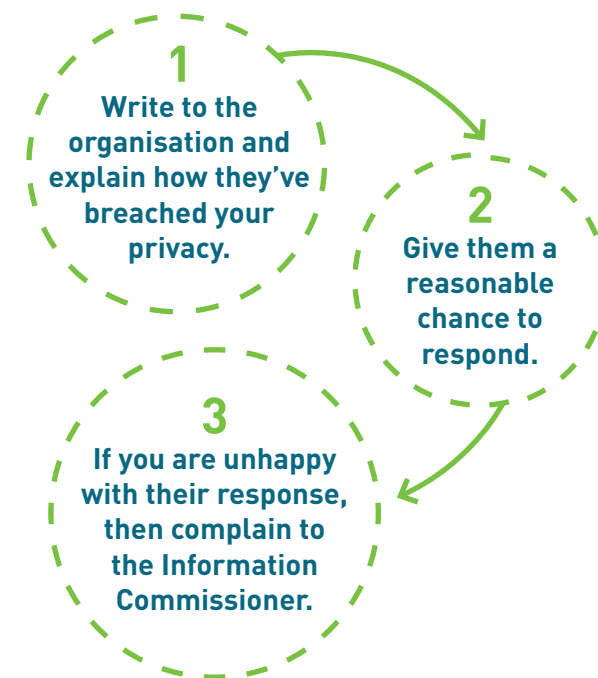 1
Write to the
organisation and
explain how they've
breached your
privacy.
2
Give them a
reasonable
chance to
respond.
3
If you are unhappy
with their response,
then complain to
the Information
Commissioner.